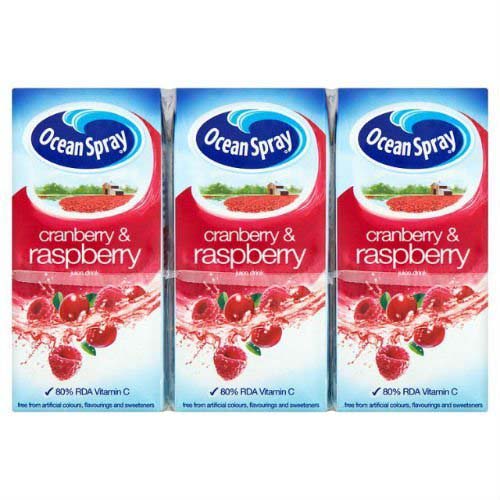 Ocean Spray
cranberry &
raspberry
juice drink
✓ 80% RDA Vitamin C
free from artificial colours, flavourings and sweeteners
Ocean Spray
cranberry &
raspberry
juice drink
✓ 80% RDA Vitamin C
free from artificial colours, flavourings and sweeteners
Ocean Spray
cranberry &
raspberry
juice drink
✓ 80% RDA Vitamin C
free from artificial colours, flavourings and sweeteners